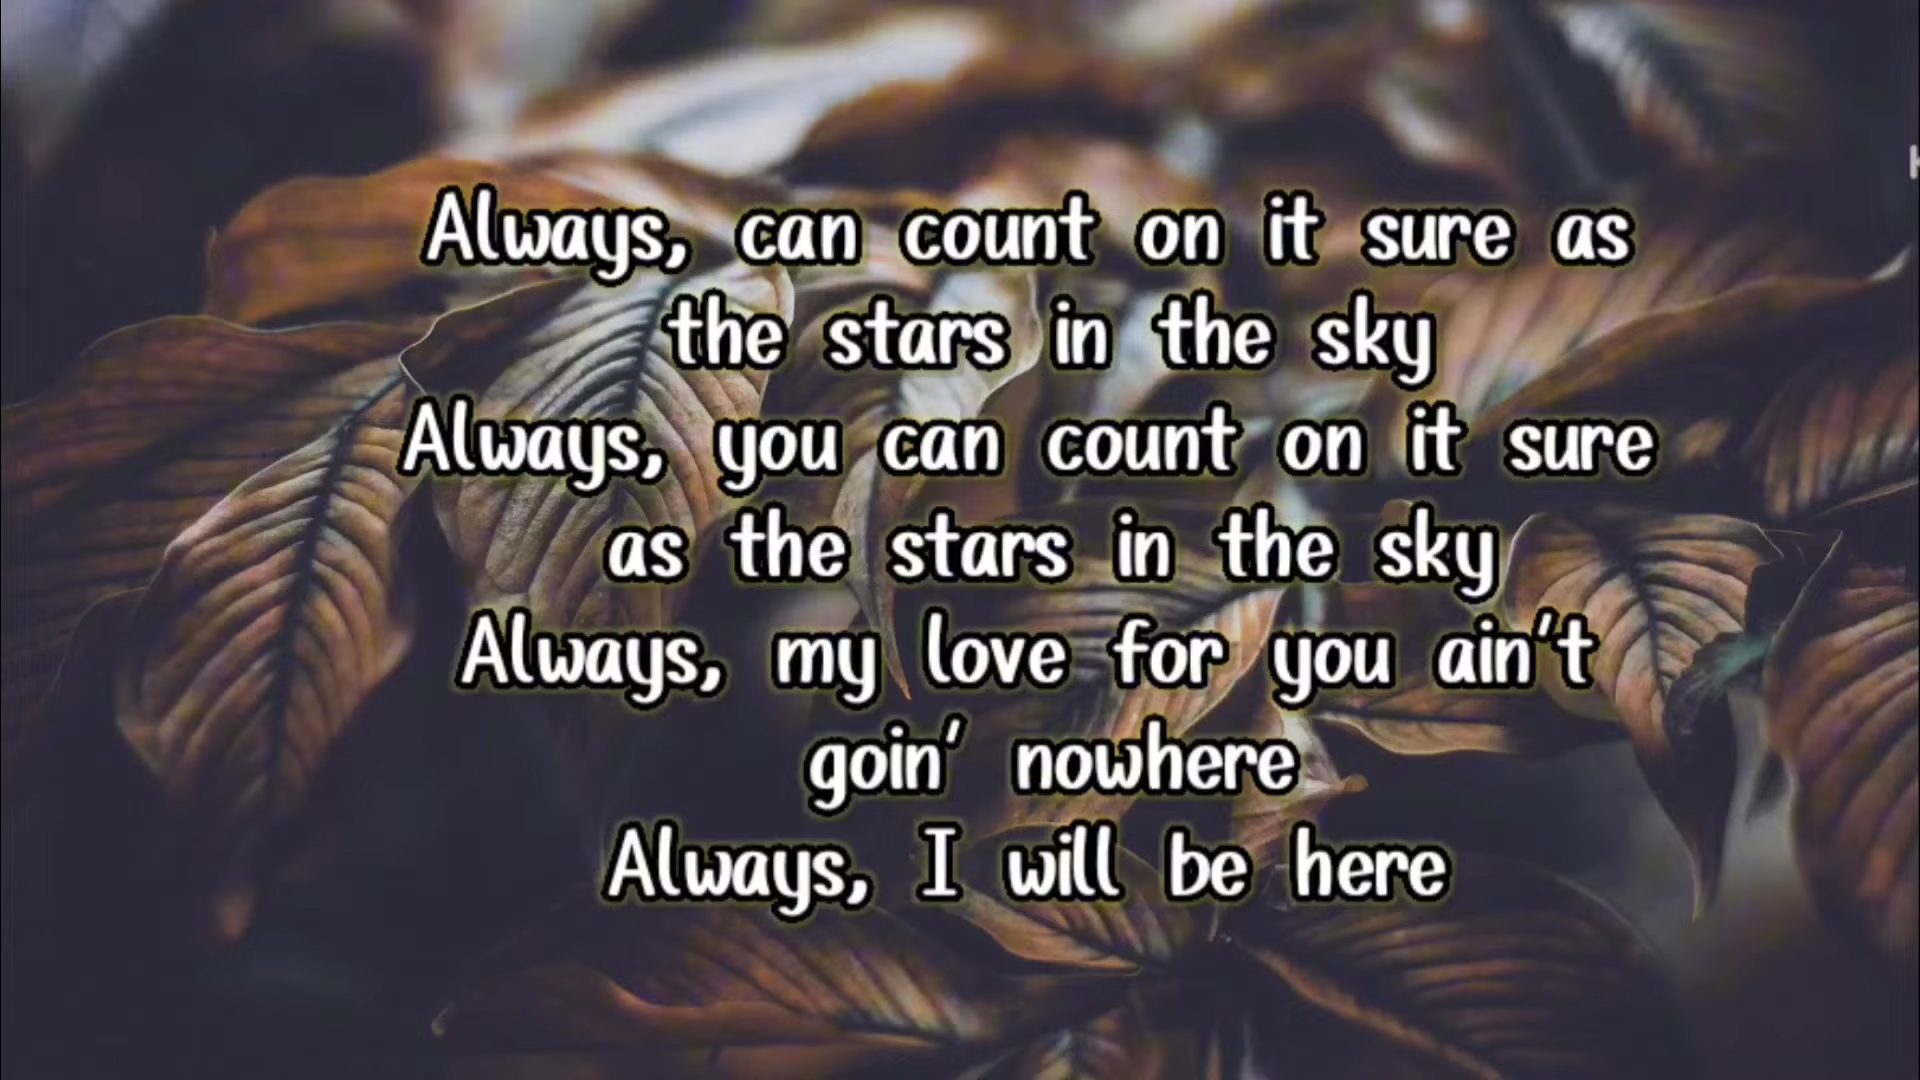 Always, can count on it sure as
the stars in the sky
Always, you can count on it sure
as the stars in the sky
Always, my love for you ain't
goin' nowhere
Always, I will be here